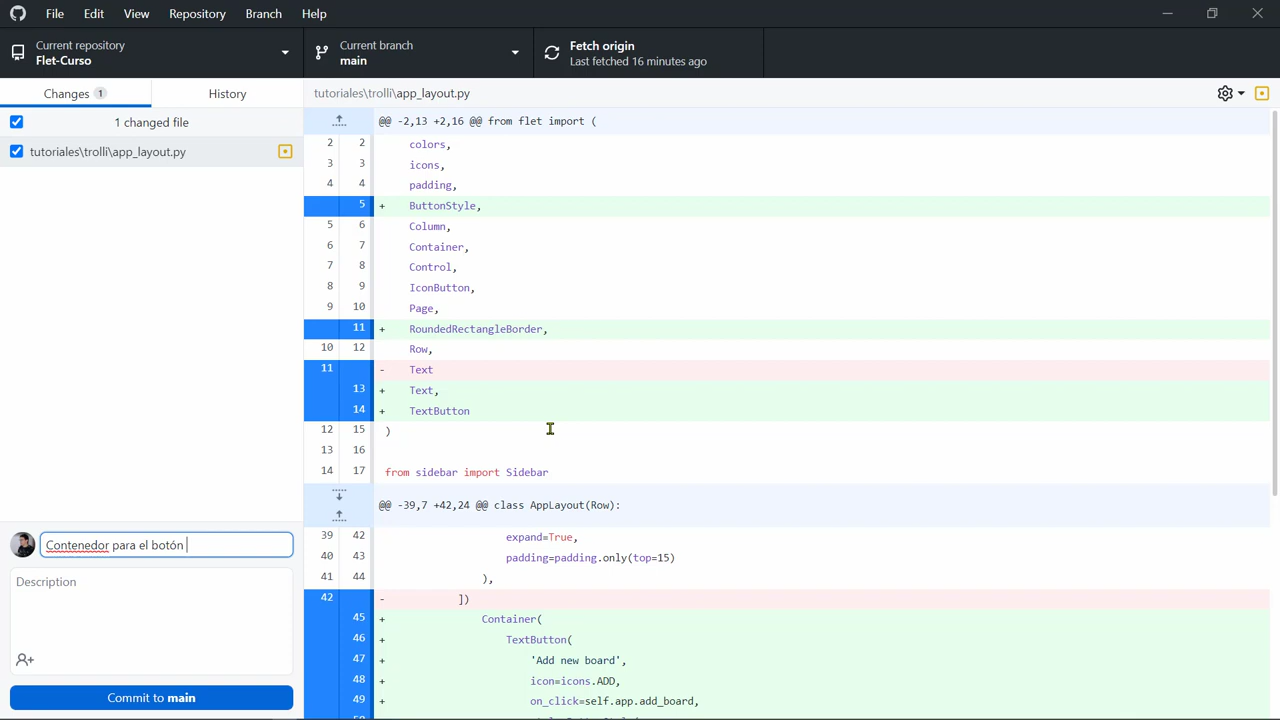 File Edit View Repository Branch Help
Current repository
Flet-Curso
Current branch
main
Fetch origin
Last fetched 16 minutes ago
Changes 1
History
tutoriales\trolli\app_layout.py
1 changed file
tutoriales\trolli\app_layout.py
@@ -2,13 +2,16 @@ from flet import (
2 2 colors,
3 3 icons,
4 4 padding,
5 + ButtonStyle,
5 6 Column,
6 7 Container,
7 8 Control,
8 9 IconButton,
9 10 Page,
11 + RoundedRectangleBorder,
10 12 Row,
11 - Text
13 + Text,
14 + TextButton
12 15 )
13 16
14 17 from sidebar import Sidebar
@@ -39,7 +42,24 @@ class AppLayout(Row):
39 42 expand=True,
40 43 padding=padding.only(top=15)
41 44 ),
42 - ])
45 + Container(
46 + TextButton(
47 + 'Add new board',
48 + icon=icons.ADD,
49 + on_click=self.app.add_board,
Contenedor para el botón
Description
Commit to main